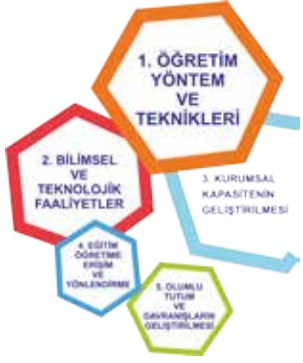 1. ÖĞRETİM
YÖNTEM
VE
TEKNİKLERİ
2. BİLİMSEL
VE
TEKNOLOJİK
FAALİYETLER
3. KURUMSAL
KAPASİTENİN
GELİŞTİRİLMESİ
4. EĞİTİM
ÖĞRETİME
ERİŞİM
VE
YÖNLENDİRME
5. OLUMLU
TUTUM
VE
DAVRANIŞLARIN
GELİŞTİRİLMESİ